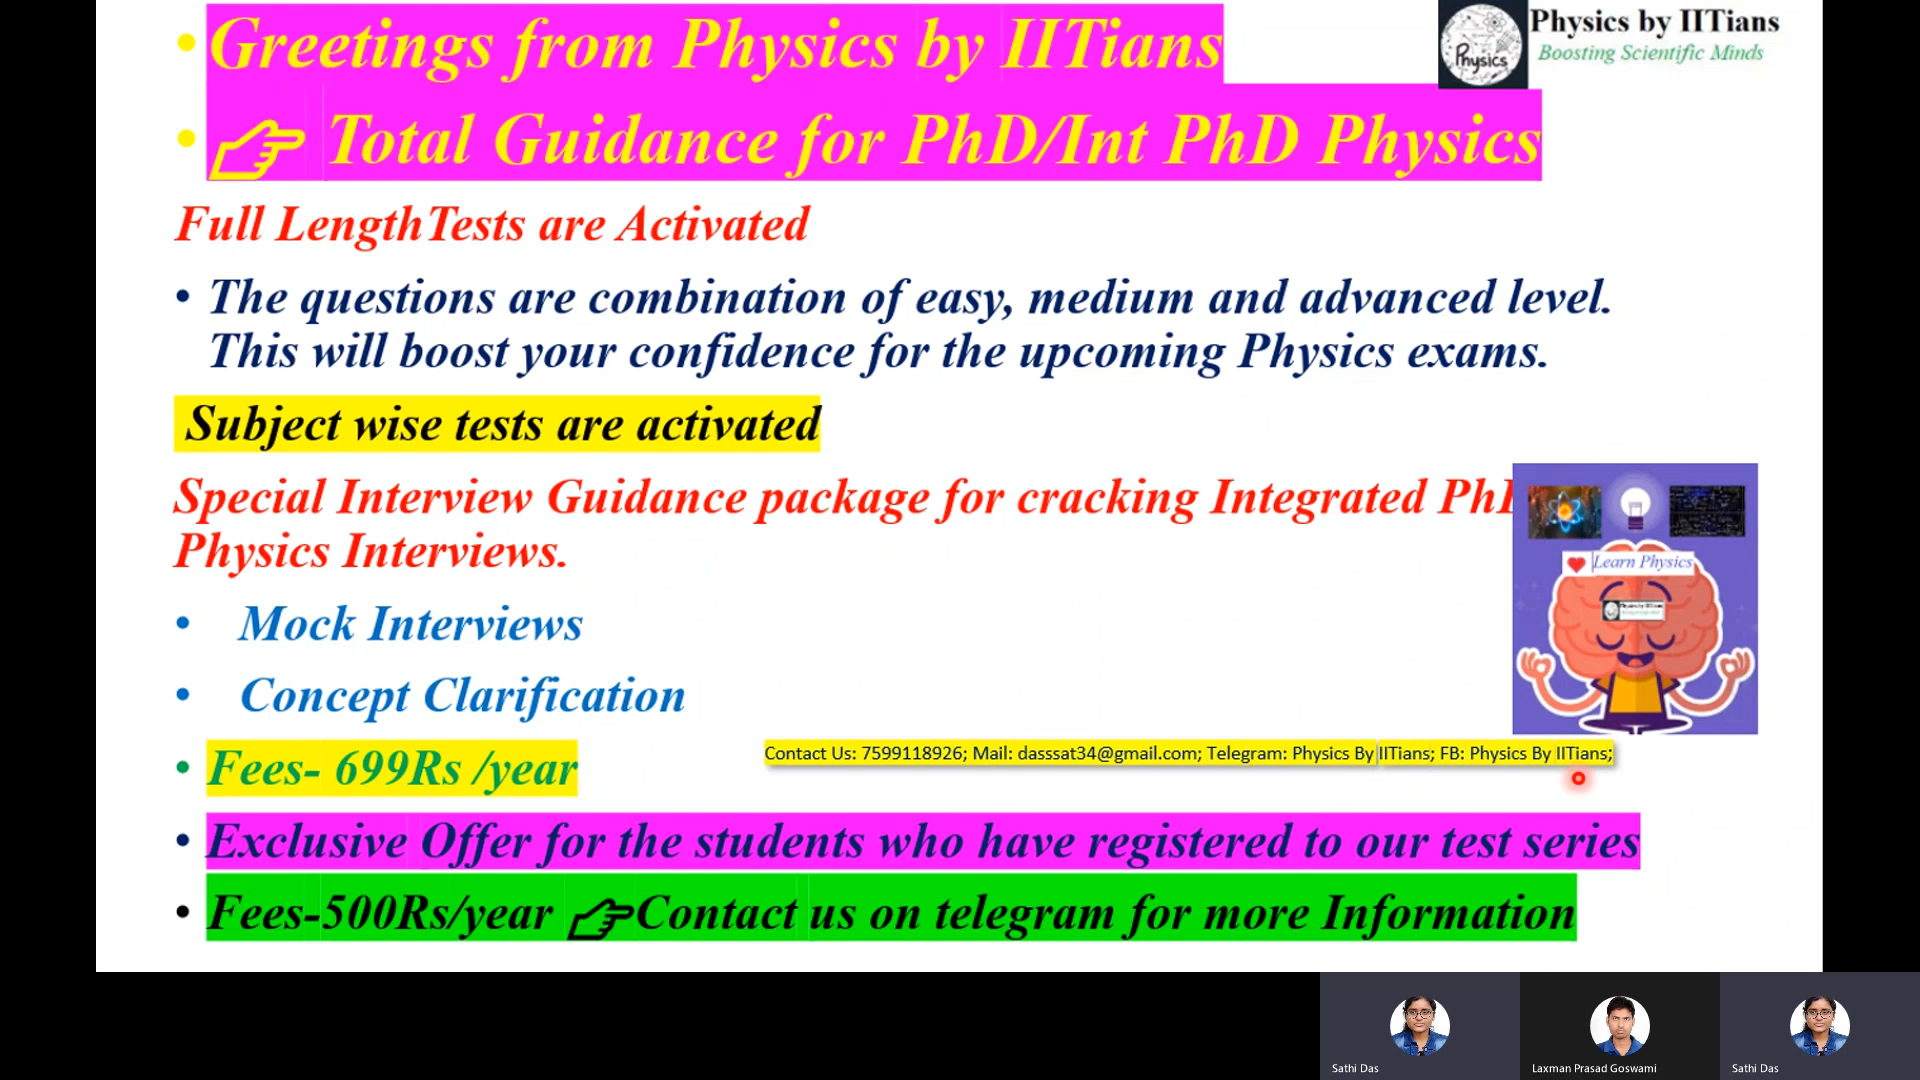 Greetings from Physics by IITians
Physics by IITians
Boosting Scientific Minds
Physics
👉 Total Guidance for PhD/Int PhD Physics
Full LengthTests are Activated
The questions are combination of easy, medium and advanced level.
This will boost your confidence for the upcoming Physics exams.
Subject wise tests are activated
Special Interview Guidance package for cracking Integrated Ph
Physics Interviews.
Learn Physics
Mock Interviews
Concept Clarification
Fees- 699Rs /year
Contact Us: 7599118926; Mail: dasssat34@gmail.com; Telegram: Physics By IITians; FB: Physics By IITians;
Exclusive Offer for the students who have registered to our test series
Fees-500Rs/year 👉Contact us on telegram for more Information
Sathi Das
Laxman Prasad Goswami
Sathi Das